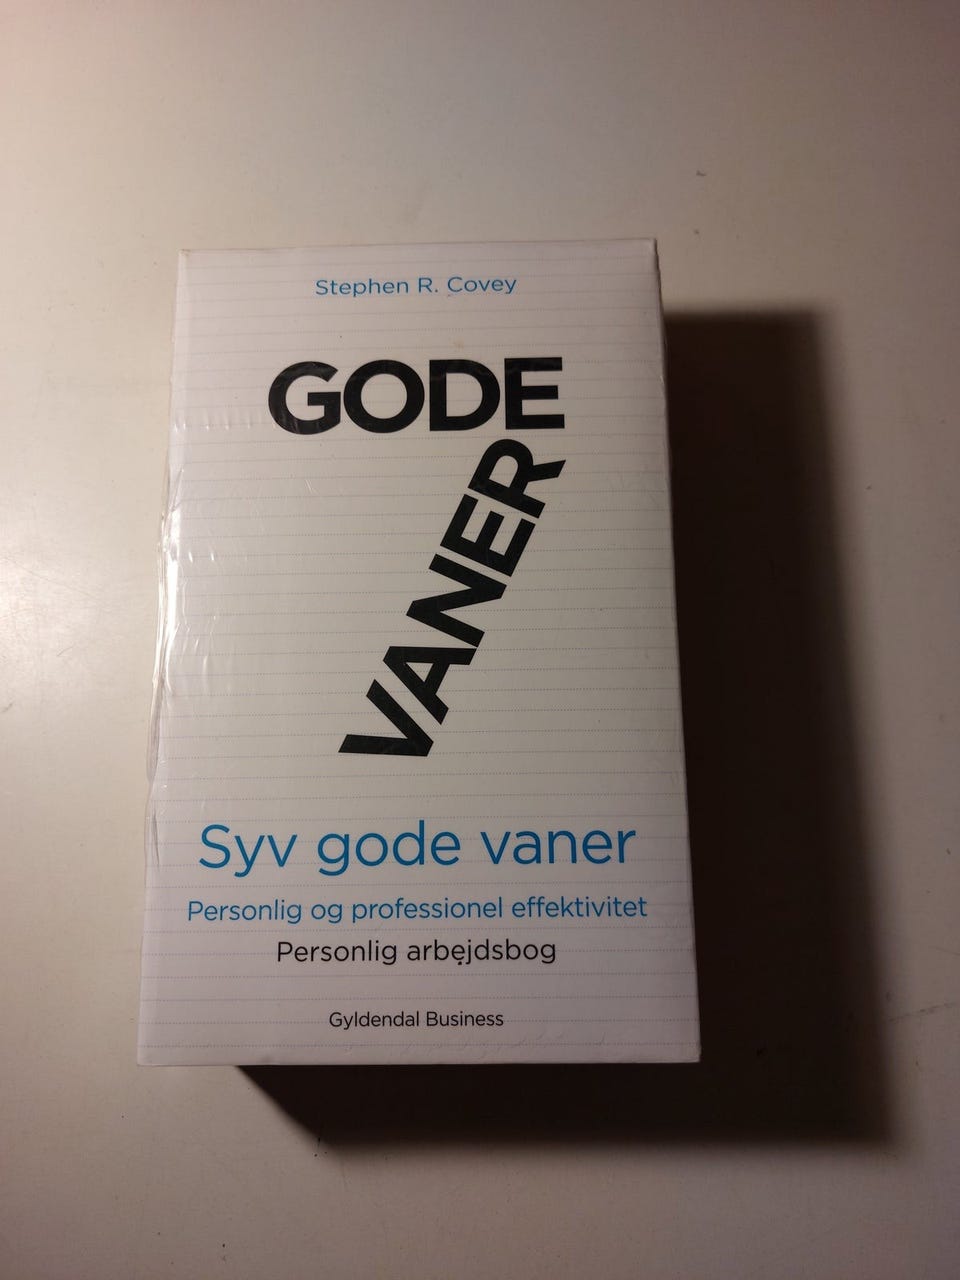 Stephen R. Covey
GODE
VANER
Syv gode vaner
Personlig og professionel effektivitet
Personlig arbejdsbog
Gyldendal Business